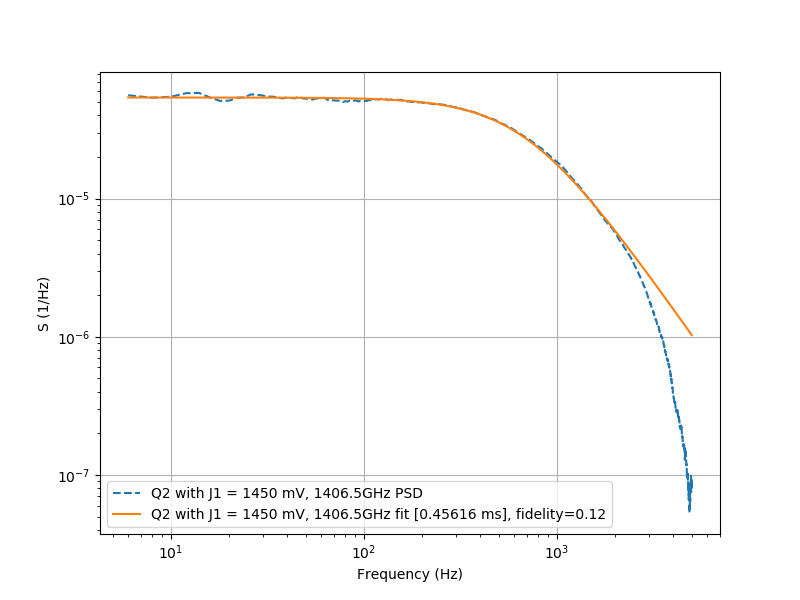 S (1/Hz)
10⁻⁵
10⁻⁶
10⁻⁷
Q2 with J1 = 1450 mV, 1406.5GHz PSD
Q2 with J1 = 1450 mV, 1406.5GHz fit [0.45616 ms], fidelity=0.12
10¹ 10² 10³
Frequency (Hz)